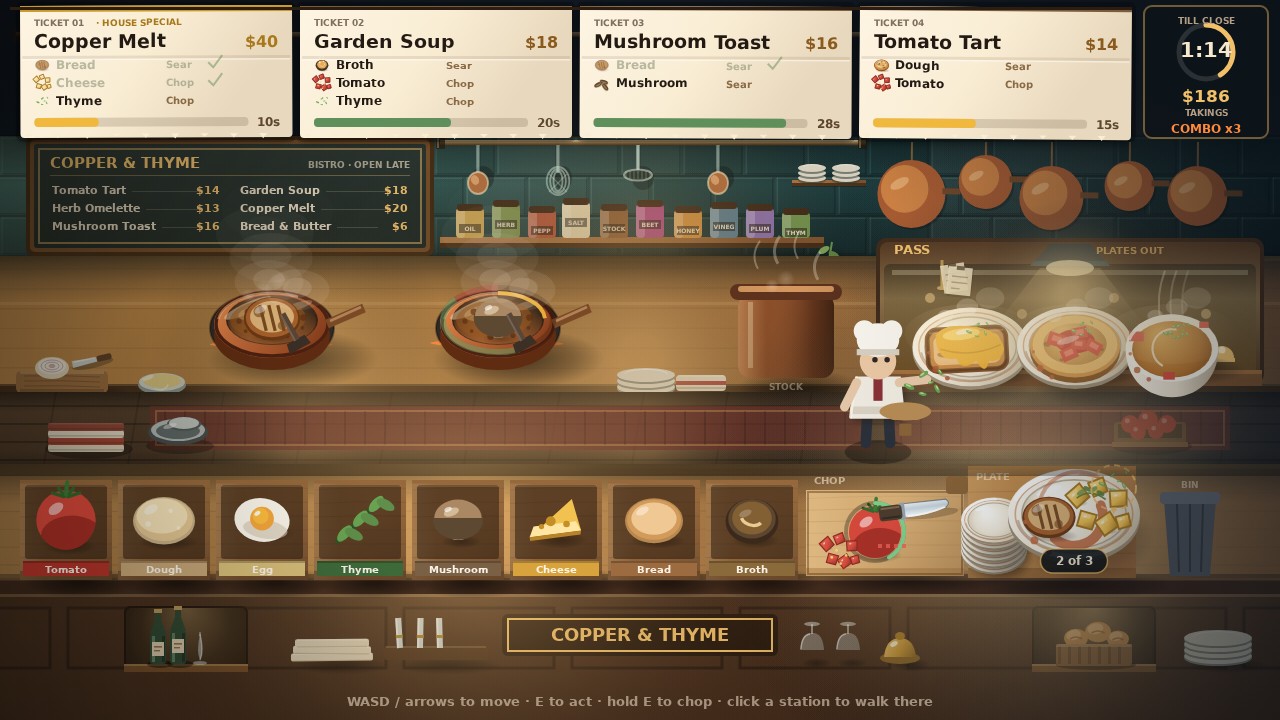 TICKET 01 · HOUSE SPECIAL
Copper Melt $40
Bread Sear
Cheese Chop
Thyme Chop
10s
TICKET 02
Garden Soup $18
Broth Sear
Tomato Chop
Thyme Chop
20s
TICKET 03
Mushroom Toast $16
Bread Sear
Mushroom Sear
28s
TICKET 04
Tomato Tart $14
Dough Sear
Tomato Chop
15s
TILL CLOSE
1:14
$186
TAKINGS
COMBO x3
COPPER & THYME BISTRO · OPEN LATE
Tomato Tart $14 Garden Soup $18
Herb Omelette $13 Copper Melt $20
Mushroom Toast $16 Bread & Butter $6
OIL HERB PEPP SALT STOCK BEET HONEY VINEG PLUM THYM
PASS PLATES OUT
STOCK
CHOP PLATE BIN
2 of 3
Tomato Dough Egg Thyme Mushroom Cheese Bread Broth
COPPER & THYME
WASD / arrows to move · E to act · hold E to chop · click a station to walk there